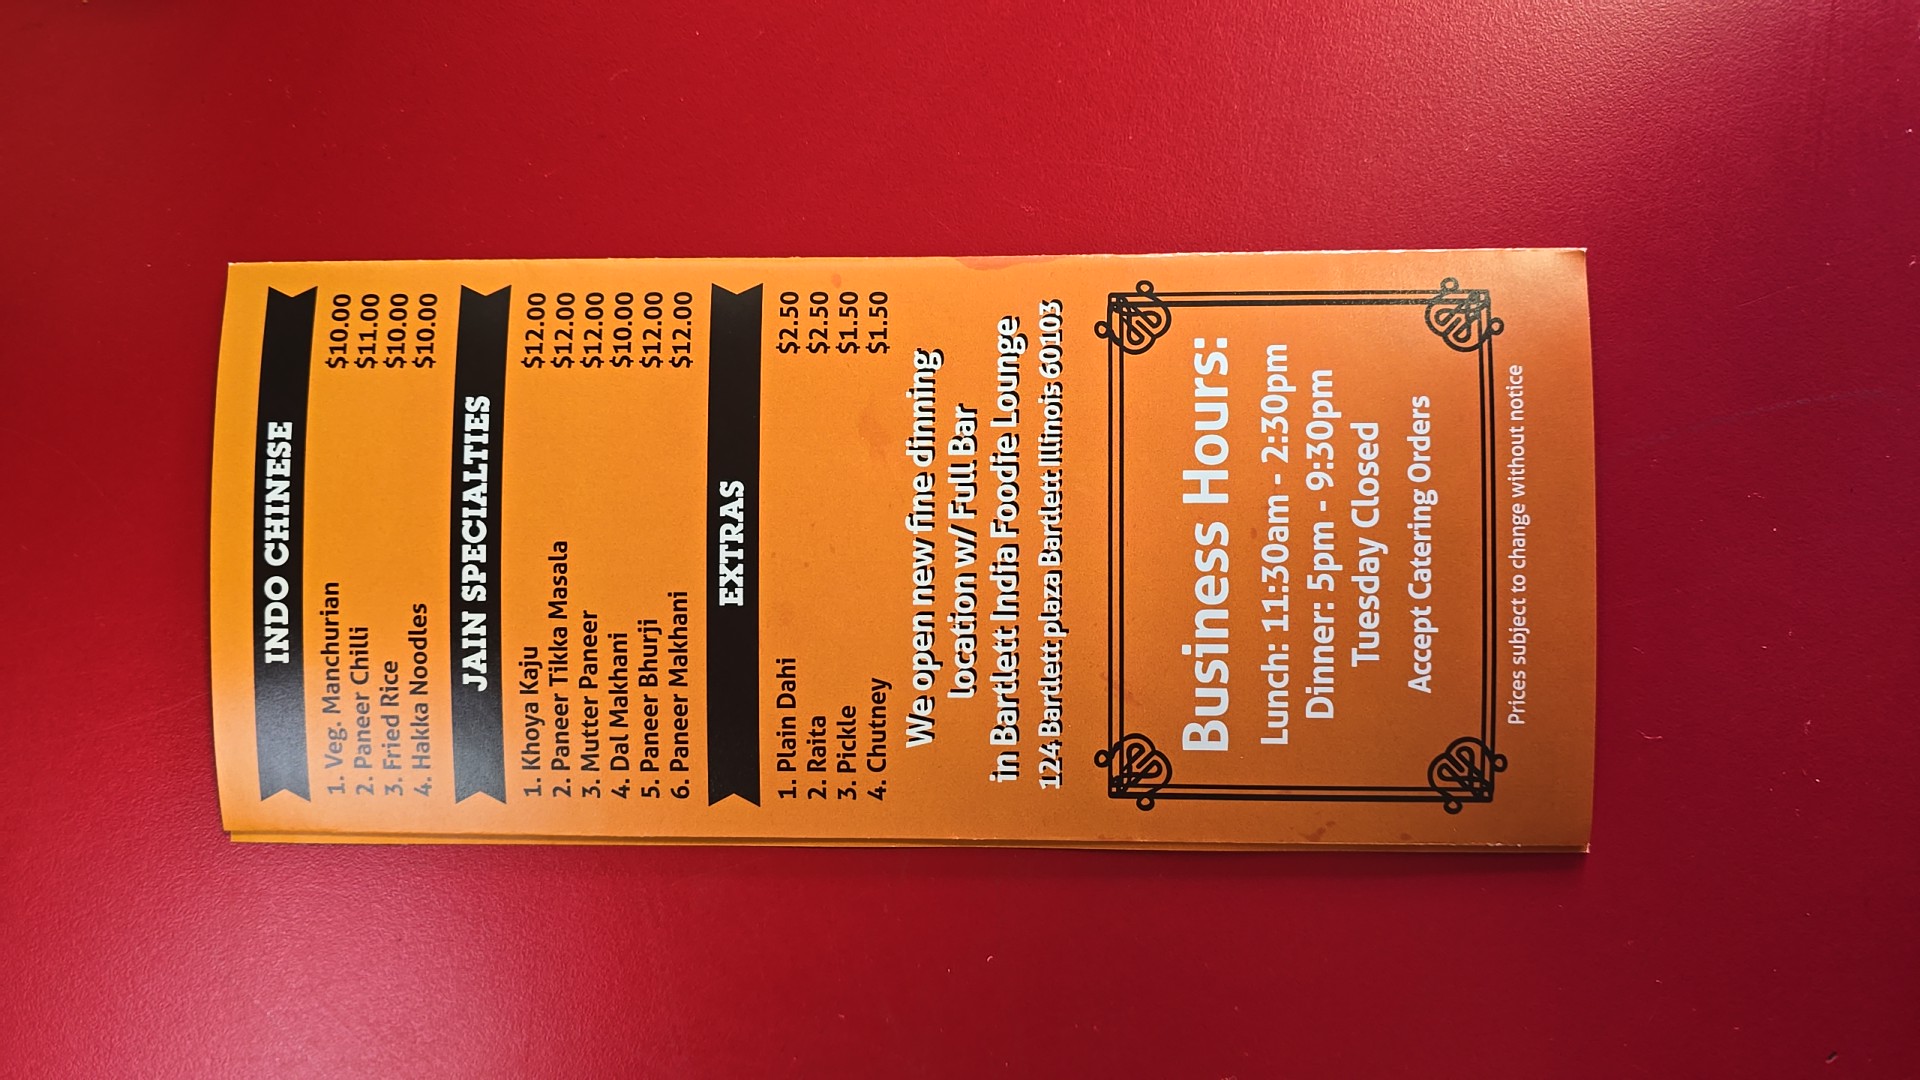 INDO CHINESE
1. Veg. Manchurian $10.00
2. Paneer Chilli $11.00
3. Fried Rice $10.00
4. Hakka Noodles $10.00
JAIN SPECIALTIES
1. Khoya Kaju $12.00
2. Paneer Tikka Masala $12.00
3. Mutter Paneer $12.00
4. Dal Makhani $10.00
5. Paneer Bhurji $12.00
6. Paneer Makhani $12.00
EXTRAS
1. Plain Dahi $2.50
2. Raita $2.50
3. Pickle $1.50
4. Chutney $1.50
We open new fine dinning
location w/ Full Bar
in Bartlett India Foodie Lounge
124 Bartlett plaza Bartlett Illinois 60103
Business Hours:
Lunch: 11:30am - 2:30pm
Dinner: 5pm - 9:30pm
Tuesday Closed
Accept Catering Orders
Prices subject to change without notice